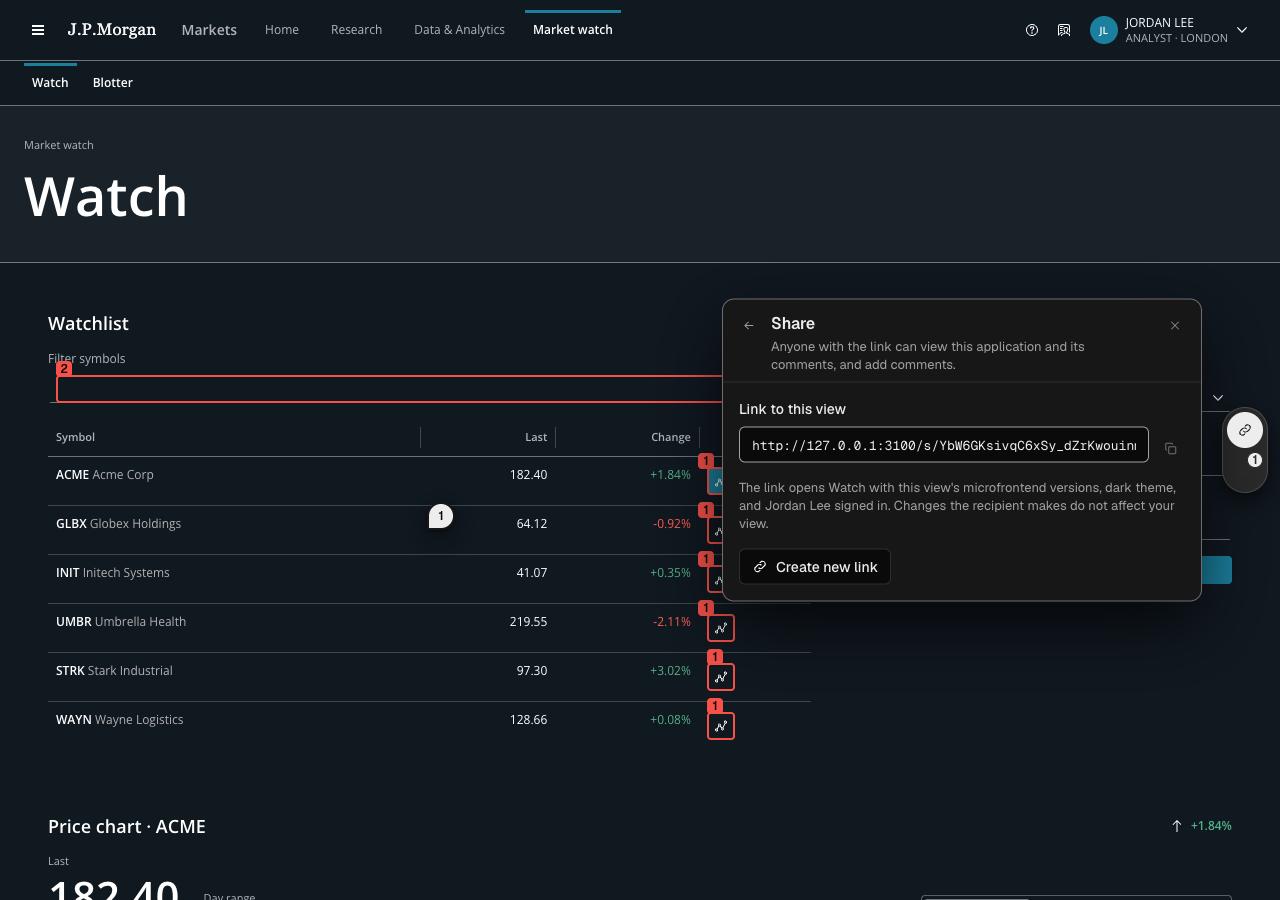 J.P.Morgan Markets Home Research Data & Analytics Market watch JL JORDAN LEE
ANALYST · LONDON
Watch Blotter
Market watch
Watch
Watchlist
Filter symbols
2
Symbol Last Change
ACME Acme Corp 182.40 +1.84% 1
GLBX Globex Holdings 64.12 -0.92% 1
1
INIT Initech Systems 41.07 +0.35% 1
UMBR Umbrella Health 219.55 -2.11% 1
STRK Stark Industrial 97.30 +3.02% 1
WAYN Wayne Logistics 128.66 +0.08% 1
Share
Anyone with the link can view this application and its
comments, and add comments.
Link to this view
http://127.0.0.1:3100/s/YbW6GKsivqC6xSy_dZrKwouin
The link opens Watch with this view's microfrontend versions, dark theme,
and Jordan Lee signed in. Changes the recipient makes do not affect your
view.
Create new link
1
Price chart · ACME +1.84%
Last
182.40 Day range